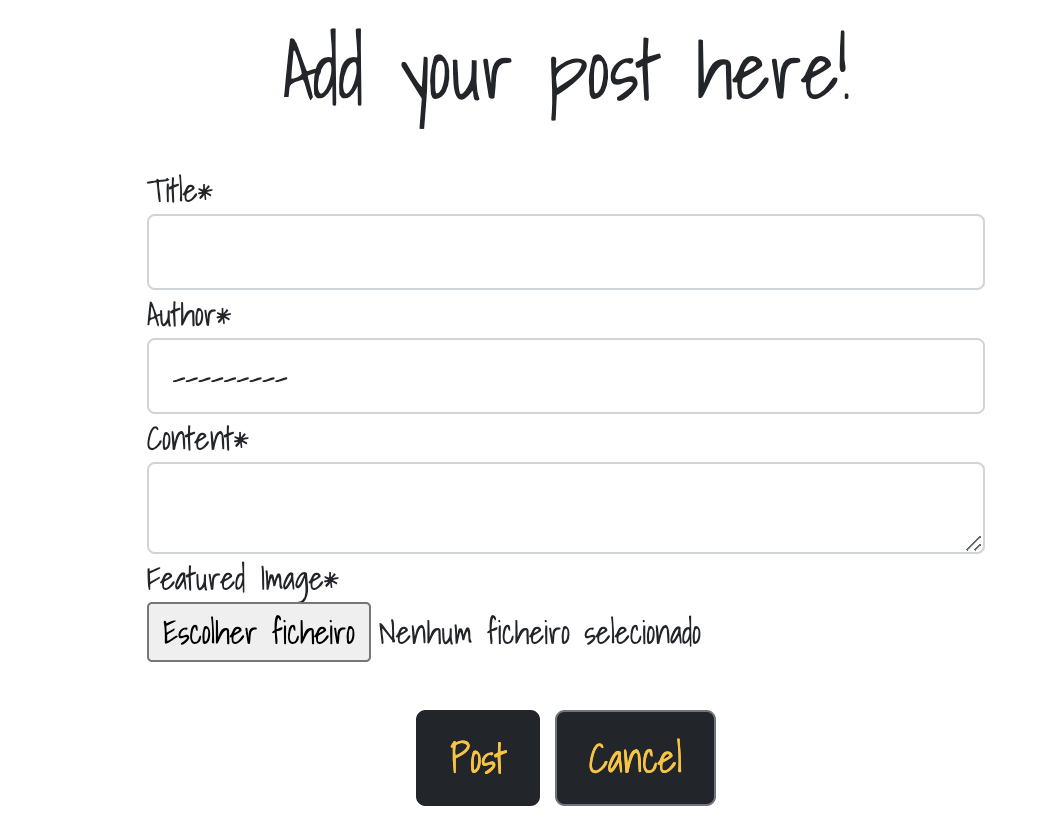 Add your post here!
Title*
Author*
---------
Content*
Featured Image*
Escolher ficheiro Nenhum ficheiro selecionado
Post Cancel